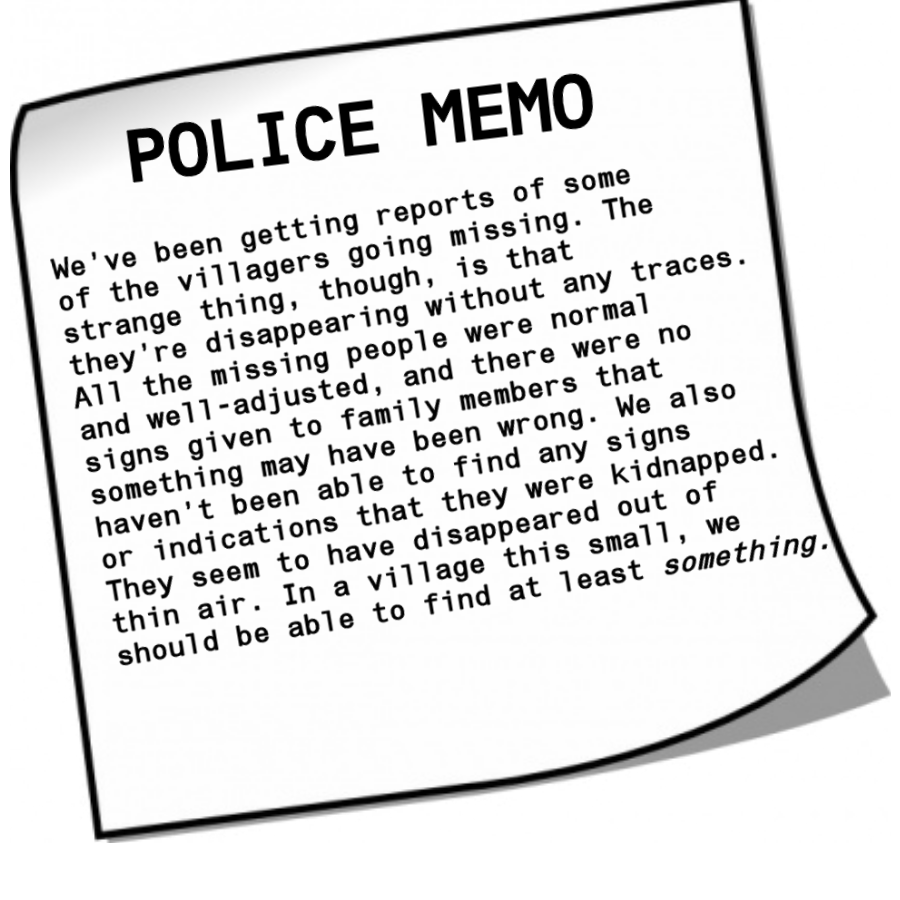 POLICE MEMO
We've been getting reports of some
of the villagers going missing. The
strange thing, though, is that
they're disappearing without any traces.
All the missing people were normal
and well-adjusted, and there were no
signs given to family members that
something may have been wrong. We also
haven't been able to find any signs
or indications that they were kidnapped.
They seem to have disappeared out of
thin air. In a village this small, we
should be able to find at least something.